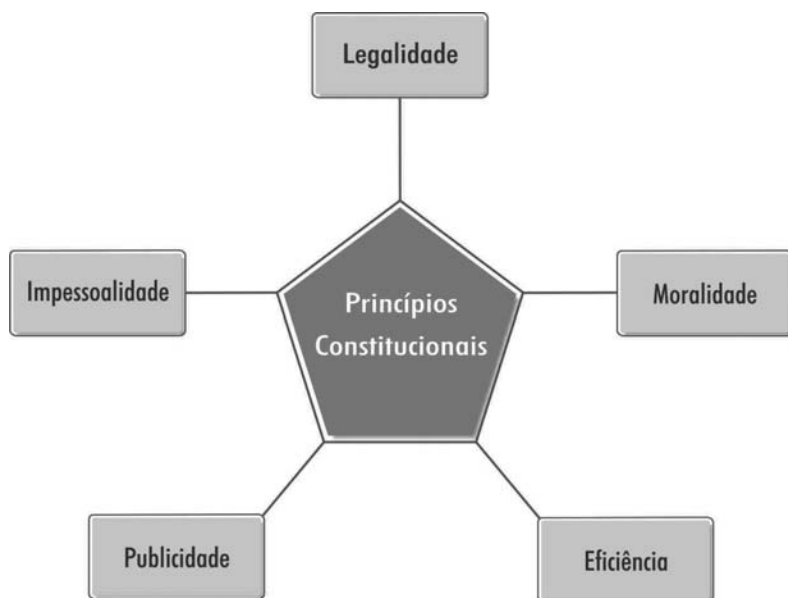 Legalidade
Impessoalidade
Princípios
Constitucionais
Moralidade
Publicidade
Eficiência